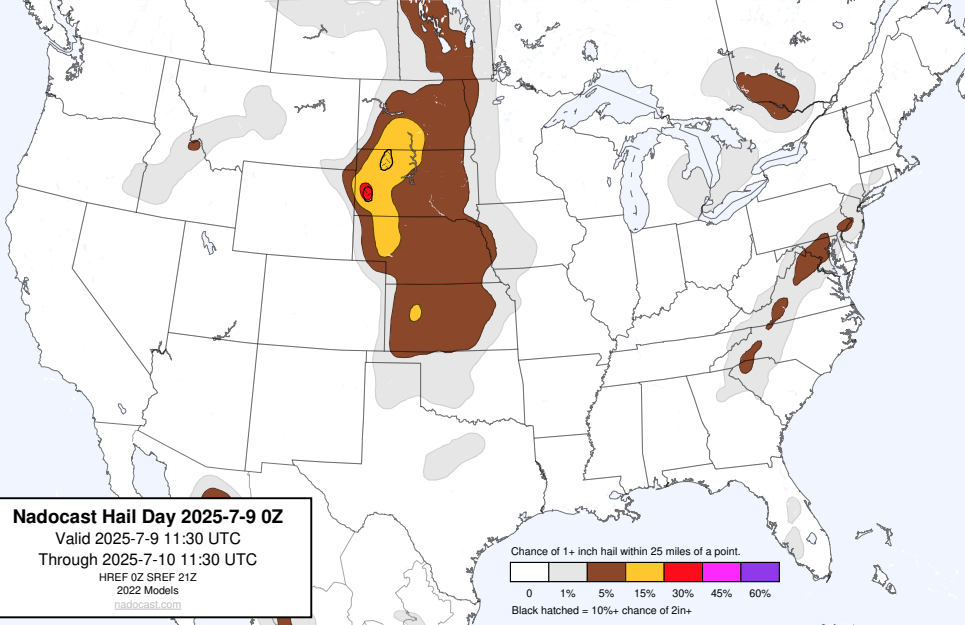 Nadocast Hail Day 2025-7-9 0Z
Valid 2025-7-9 11:30 UTC
Through 2025-7-10 11:30 UTC
HREF 0Z SREF 21Z
2022 Models
nadocast.com
Chance of 1+ inch hail within 25 miles of a point.
0 1% 5% 15% 30% 45% 60%
Black hatched = 10%+ chance of 2in+